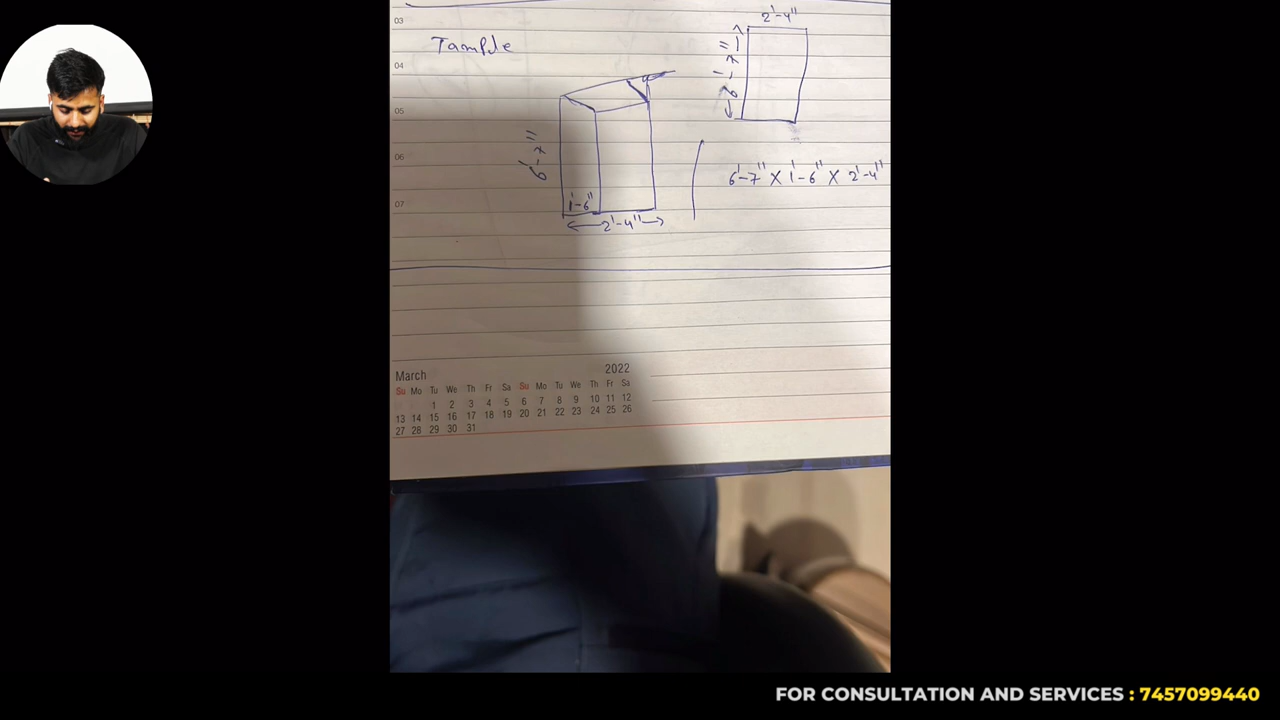 03
2'-4"
Tample
04
6'-7"
05
6'-7"
06
6'-7" X 1'-6" X 2'-4"
07
1'-6"
2'-4"
March 2022
Su Mo Tu We Th Fr Sa Su Mo Tu We Th Fr Sa
1 2 3 4 5 6 7 8 9 10 11 12
13 14 15 16 17 18 19 20 21 22 23 24 25 26
27 28 29 30 31
FOR CONSULTATION AND SERVICES : 7457099440